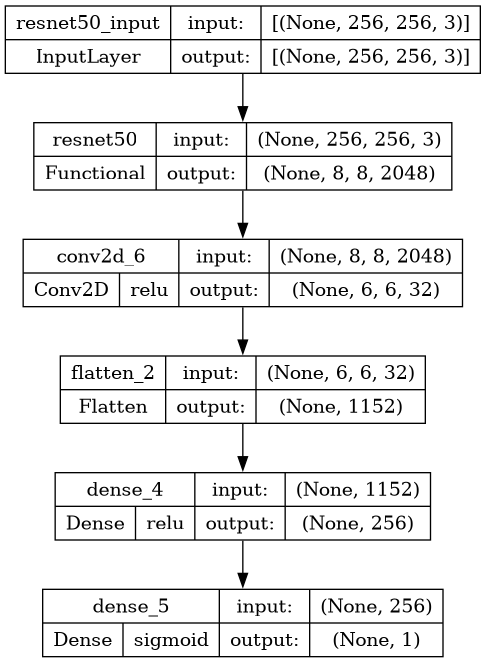 resnet50_input input: [(None, 256, 256, 3)]
InputLayer output: [(None, 256, 256, 3)]
resnet50 input: (None, 256, 256, 3)
Functional output: (None, 8, 8, 2048)
conv2d_6 input: (None, 8, 8, 2048)
Conv2D relu output: (None, 6, 6, 32)
flatten_2 input: (None, 6, 6, 32)
Flatten output: (None, 1152)
dense_4 input: (None, 1152)
Dense relu output: (None, 256)
dense_5 input: (None, 256)
Dense sigmoid output: (None, 1)